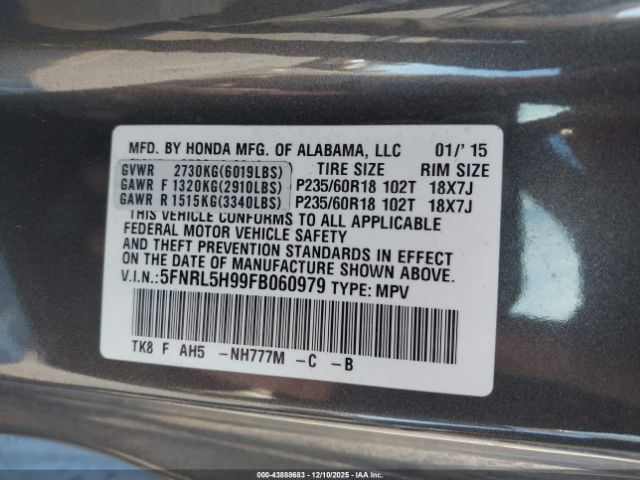 MFD. BY HONDA MFG. OF ALABAMA, LLC 01/'15
GVWR 2730KG(6019LBS) TIRE SIZE RIM SIZE
GAWR F 1320KG(2910LBS) P235/60R18 102T 18X7J
GAWR R 1515KG(3340LBS) P235/60R18 102T 18X7J
THIS VEHICLE CONFORMS TO ALL APPLICABLE
FEDERAL MOTOR VEHICLE SAFETY
AND THEFT PREVENTION STANDARDS IN EFFECT
ON THE DATE OF MANUFACTURE SHOWN ABOVE.
V.I.N.:5FNRL5H99FB060979 TYPE: MPV
TK8 F AH5 -NH777M -C -B
000-43888683 - 12/10/2025 - IAAI.COM